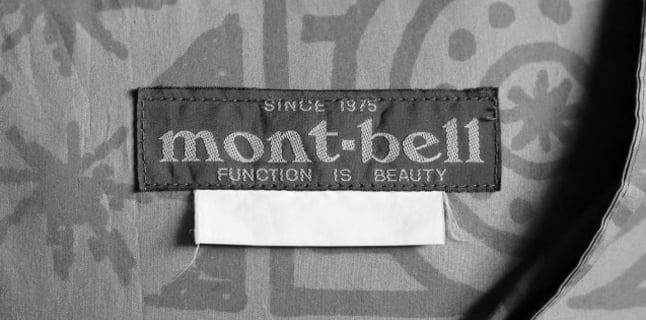 SINCE 1975
mont-bell
FUNCTION IS BEAUTY